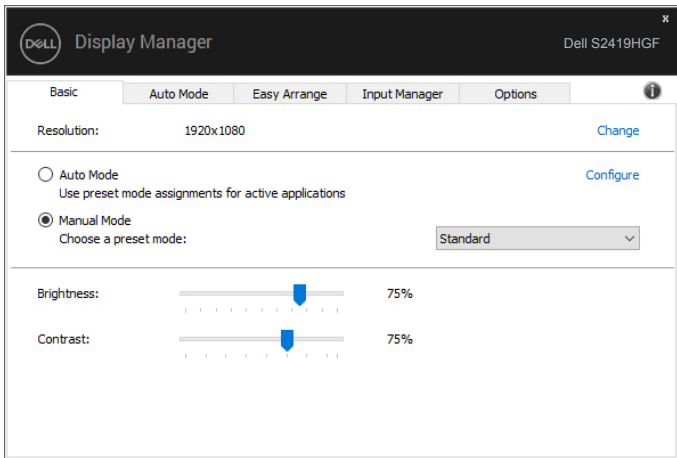 x
DELL Display Manager Dell S2419HGF
Basic Auto Mode Easy Arrange Input Manager Options i
Resolution: 1920x1080 Change
Auto Mode Configure
Use preset mode assignments for active applications
Manual Mode
Choose a preset mode: Standard
Brightness: 75%
Contrast: 75%